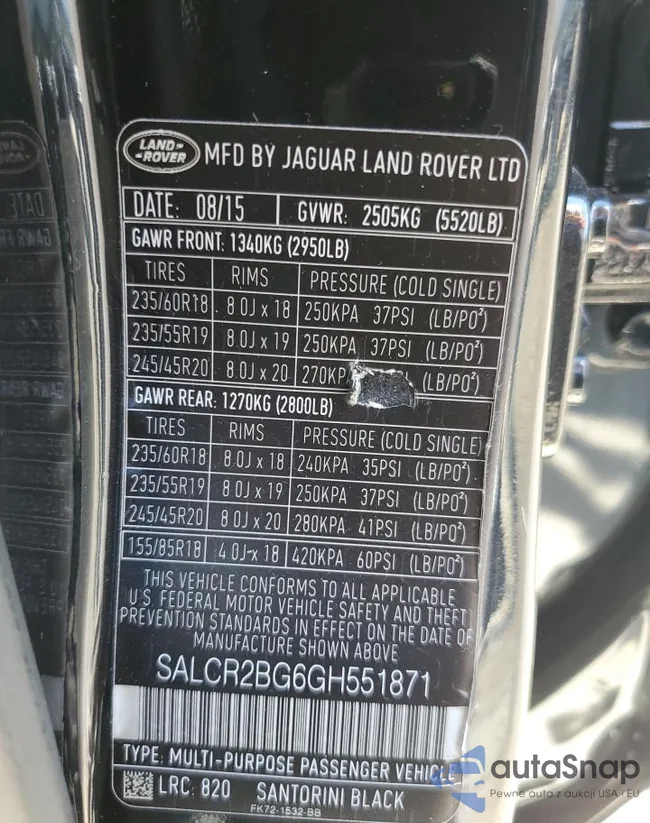 LAND ROVER MFD BY JAGUAR LAND ROVER LTD
DATE: 08/15 GVWR: 2505KG (5520LB)
GAWR FRONT: 1340KG (2950LB)
TIRES RIMS PRESSURE (COLD SINGLE)
235/60R18 8.0J x 18 250KPA 37PSI (LB/PO²)
235/55R19 8.0J x 19 250KPA 37PSI (LB/PO²)
245/45R20 8.0J x 20 270KP (LB/PO²)
GAWR REAR: 1270KG (2800LB)
TIRES RIMS PRESSURE (COLD SINGLE)
235/60R18 8.0J x 18 240KPA 35PSI (LB/PO²)
235/55R19 8.0J x 19 250KPA 37PSI (LB/PO²)
245/45R20 8.0J x 20 280KPA 41PSI (LB/PO²)
155/85R18 4.0J x 18 420KPA 60PSI (LB/PO²)
THIS VEHICLE CONFORMS TO ALL APPLICABLE
U.S. FEDERAL MOTOR VEHICLE SAFETY AND THEFT
PREVENTION STANDARDS IN EFFECT ON THE DATE OF
MANUFACTURE SHOWN ABOVE
SALCR2BG6GH551871
TYPE: MULTI-PURPOSE PASSENGER VEHICLE
LRC: 820 SANTORINI BLACK
FK72-1532-BB
autaSnap
Pewne auta z aukcji USA i EU